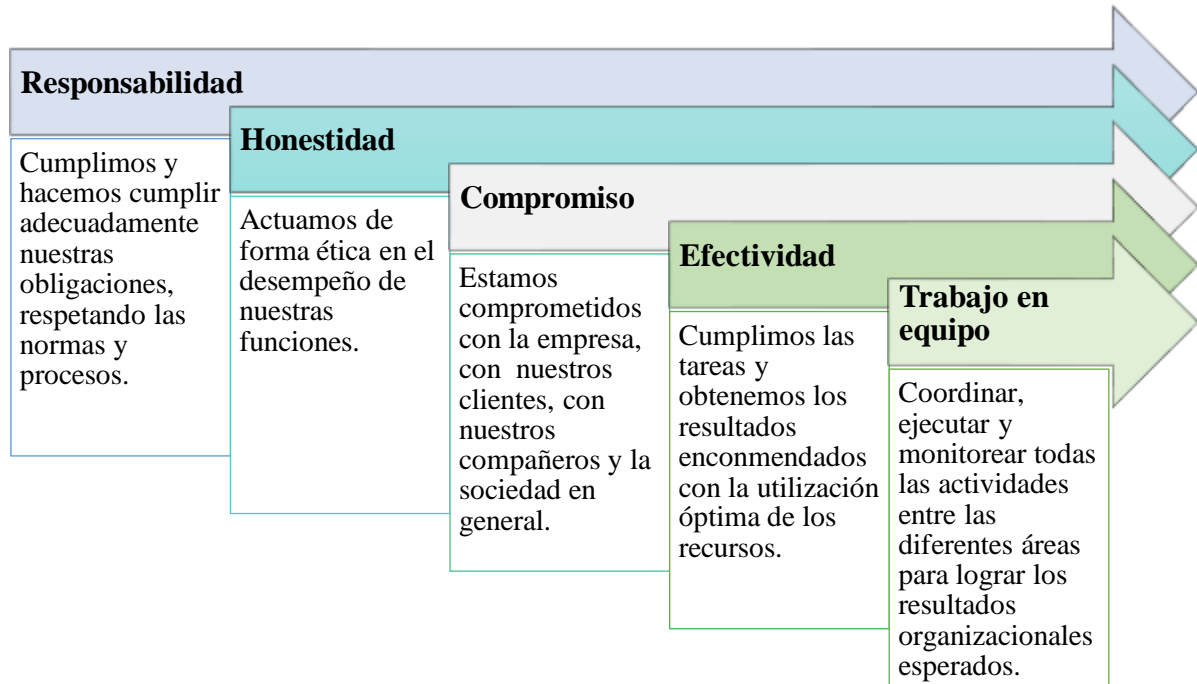 Responsabilidad
Cumplimos y
hacemos cumplir
adecuadamente
nuestras
obligaciones,
respetando las
normas y
procesos.
Honestidad
Actuamos de
forma ética en el
desempeño de
nuestras
funciones.
Compromiso
Estamos
comprometidos
con la empresa,
con nuestros
clientes, con
nuestros
compañeros y la
sociedad en
general.
Efectividad
Cumplimos las
tareas y
obtenemos los
resultados
enconmendados
con la utilización
óptima de los
recursos.
Trabajo en
equipo
Coordinar,
ejecutar y
monitorear todas
las actividades
entre las
diferentes áreas
para lograr los
resultados
organizacionales
esperados.